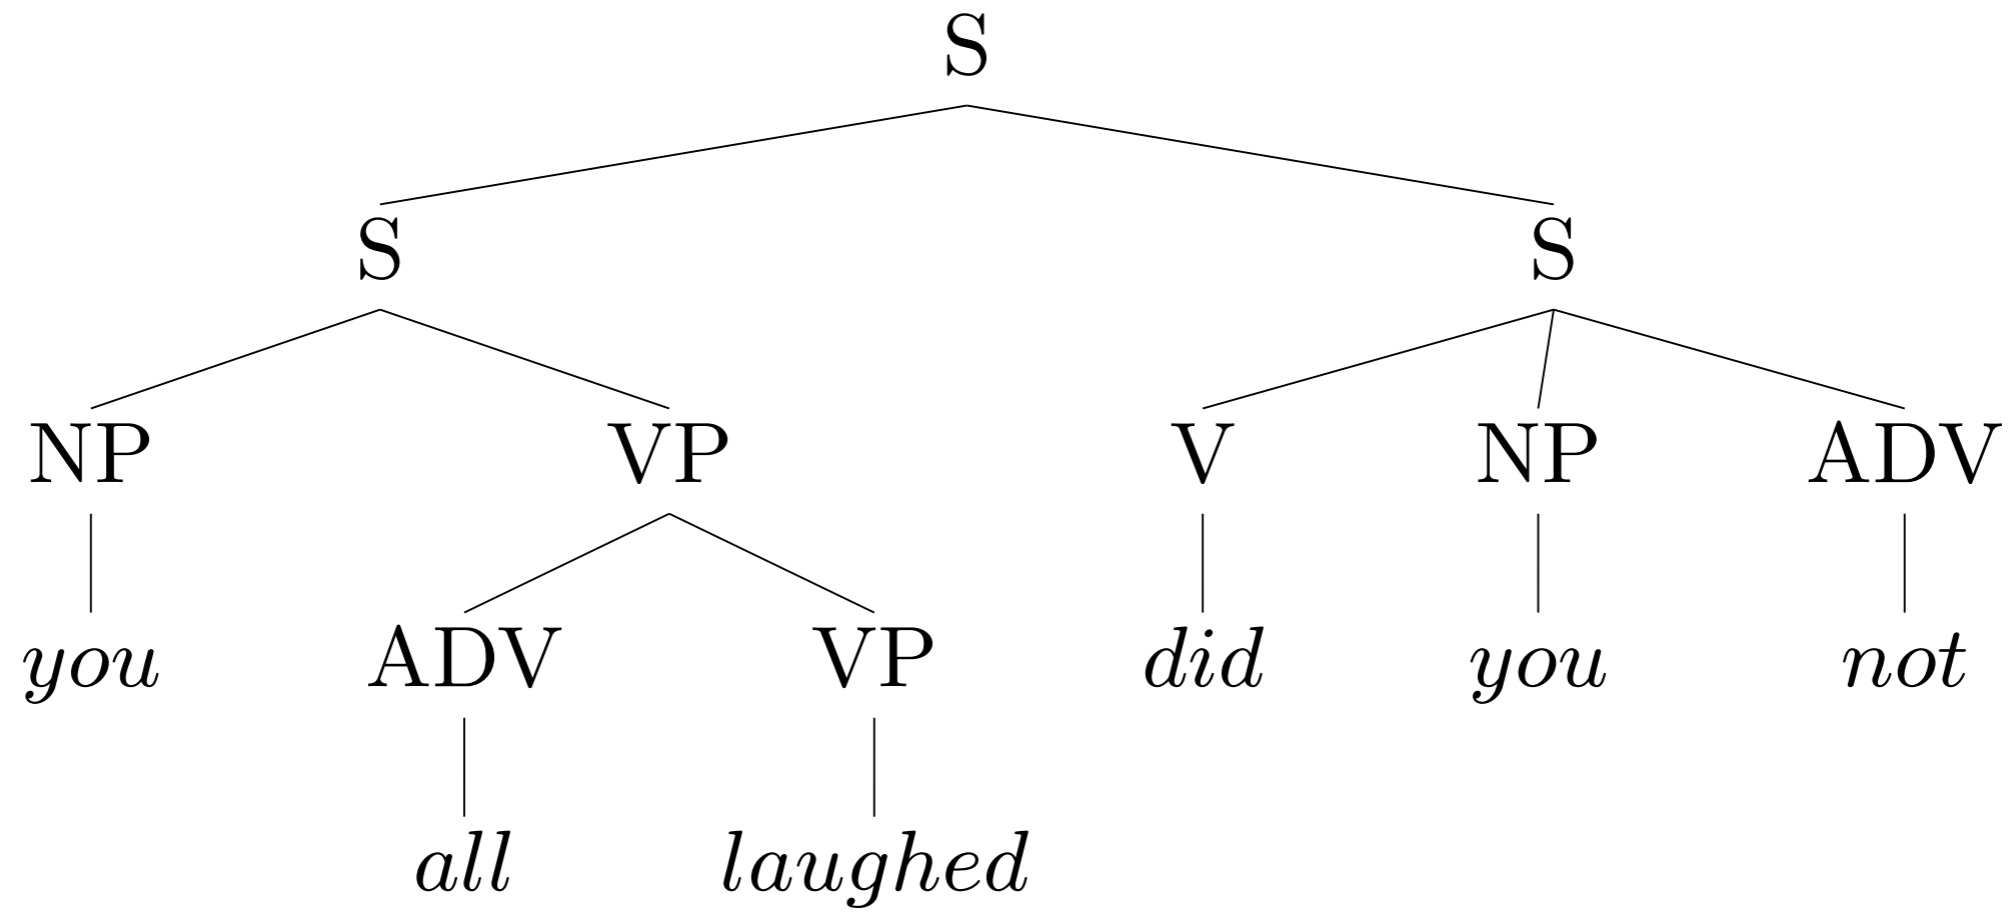 S
S S
NP VP V NP ADV
you ADV VP did you not
all laughed